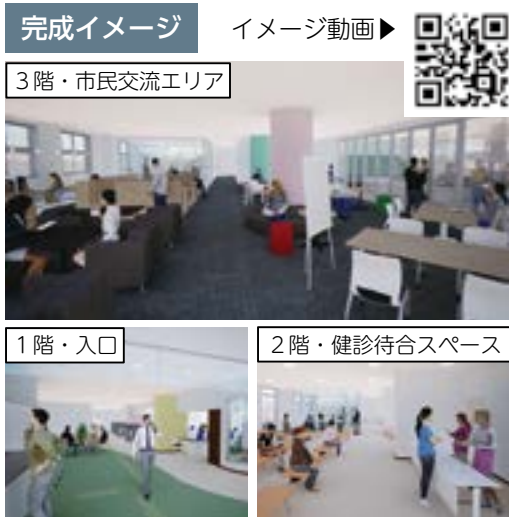 完成イメージ
イメージ動画▶
３階・市民交流エリア
１階・入口
２階・健診待合スペース